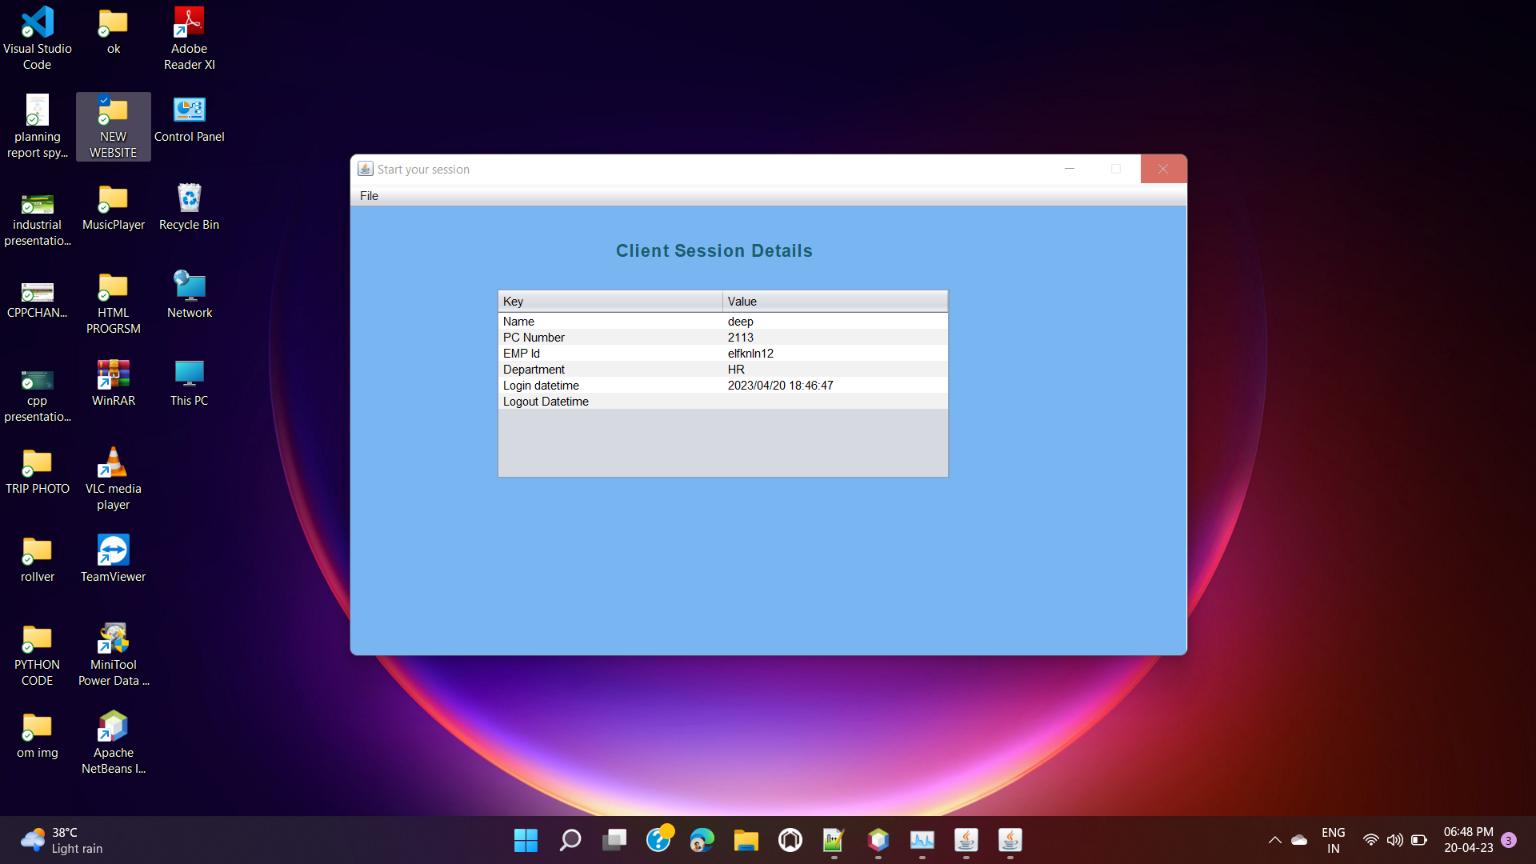 Visual Studio
Code
ok
Adobe
Reader XI
planning
report spy...
NEW
WEBSITE
Control Panel
industrial
presentatio...
MusicPlayer
Recycle Bin
CPPCHAN...
HTML
PROGRSM
Network
cpp
presentatio...
WinRAR
This PC
TRIP PHOTO
VLC media
player
rollver
TeamViewer
PYTHON
CODE
MiniTool
Power Data ...
om img
Apache
NetBeans I...
Start your session
File
Client Session Details
Key Value
Name deep
PC Number 2113
EMP Id elfknln12
Department HR
Login datetime 2023/04/20 18:46:47
Logout Datetime
38°C
Light rain
ENG
IN
06:48 PM
20-04-23
3